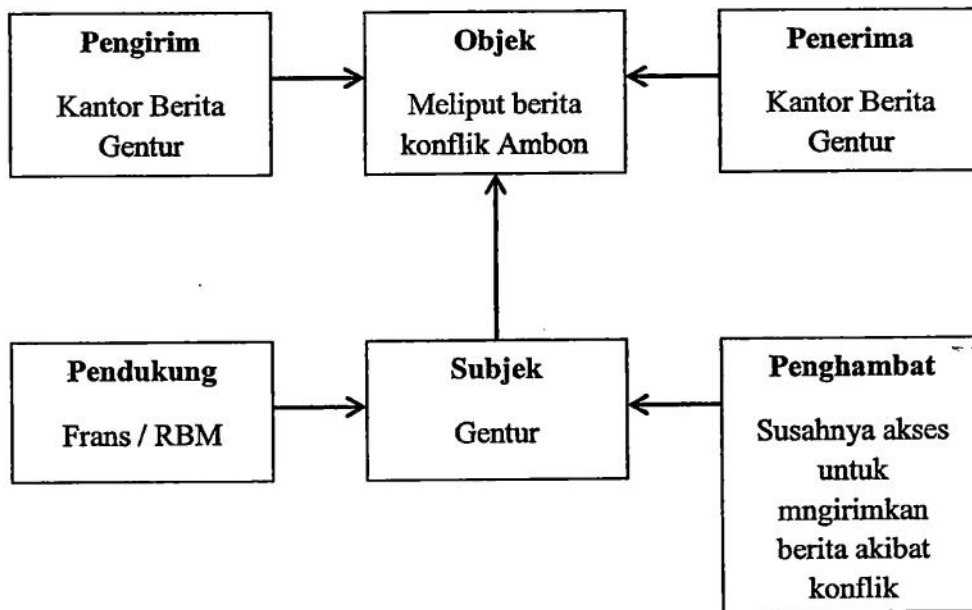 Pengirim
Kantor Berita
Gentur
Objek
Meliput berita
konflik Ambon
Penerima
Kantor Berita
Gentur
Pendukung
Frans / RBM
Subjek
Gentur
Penghambat
Susahnya akses
untuk
mngirimkan
berita akibat
konflik